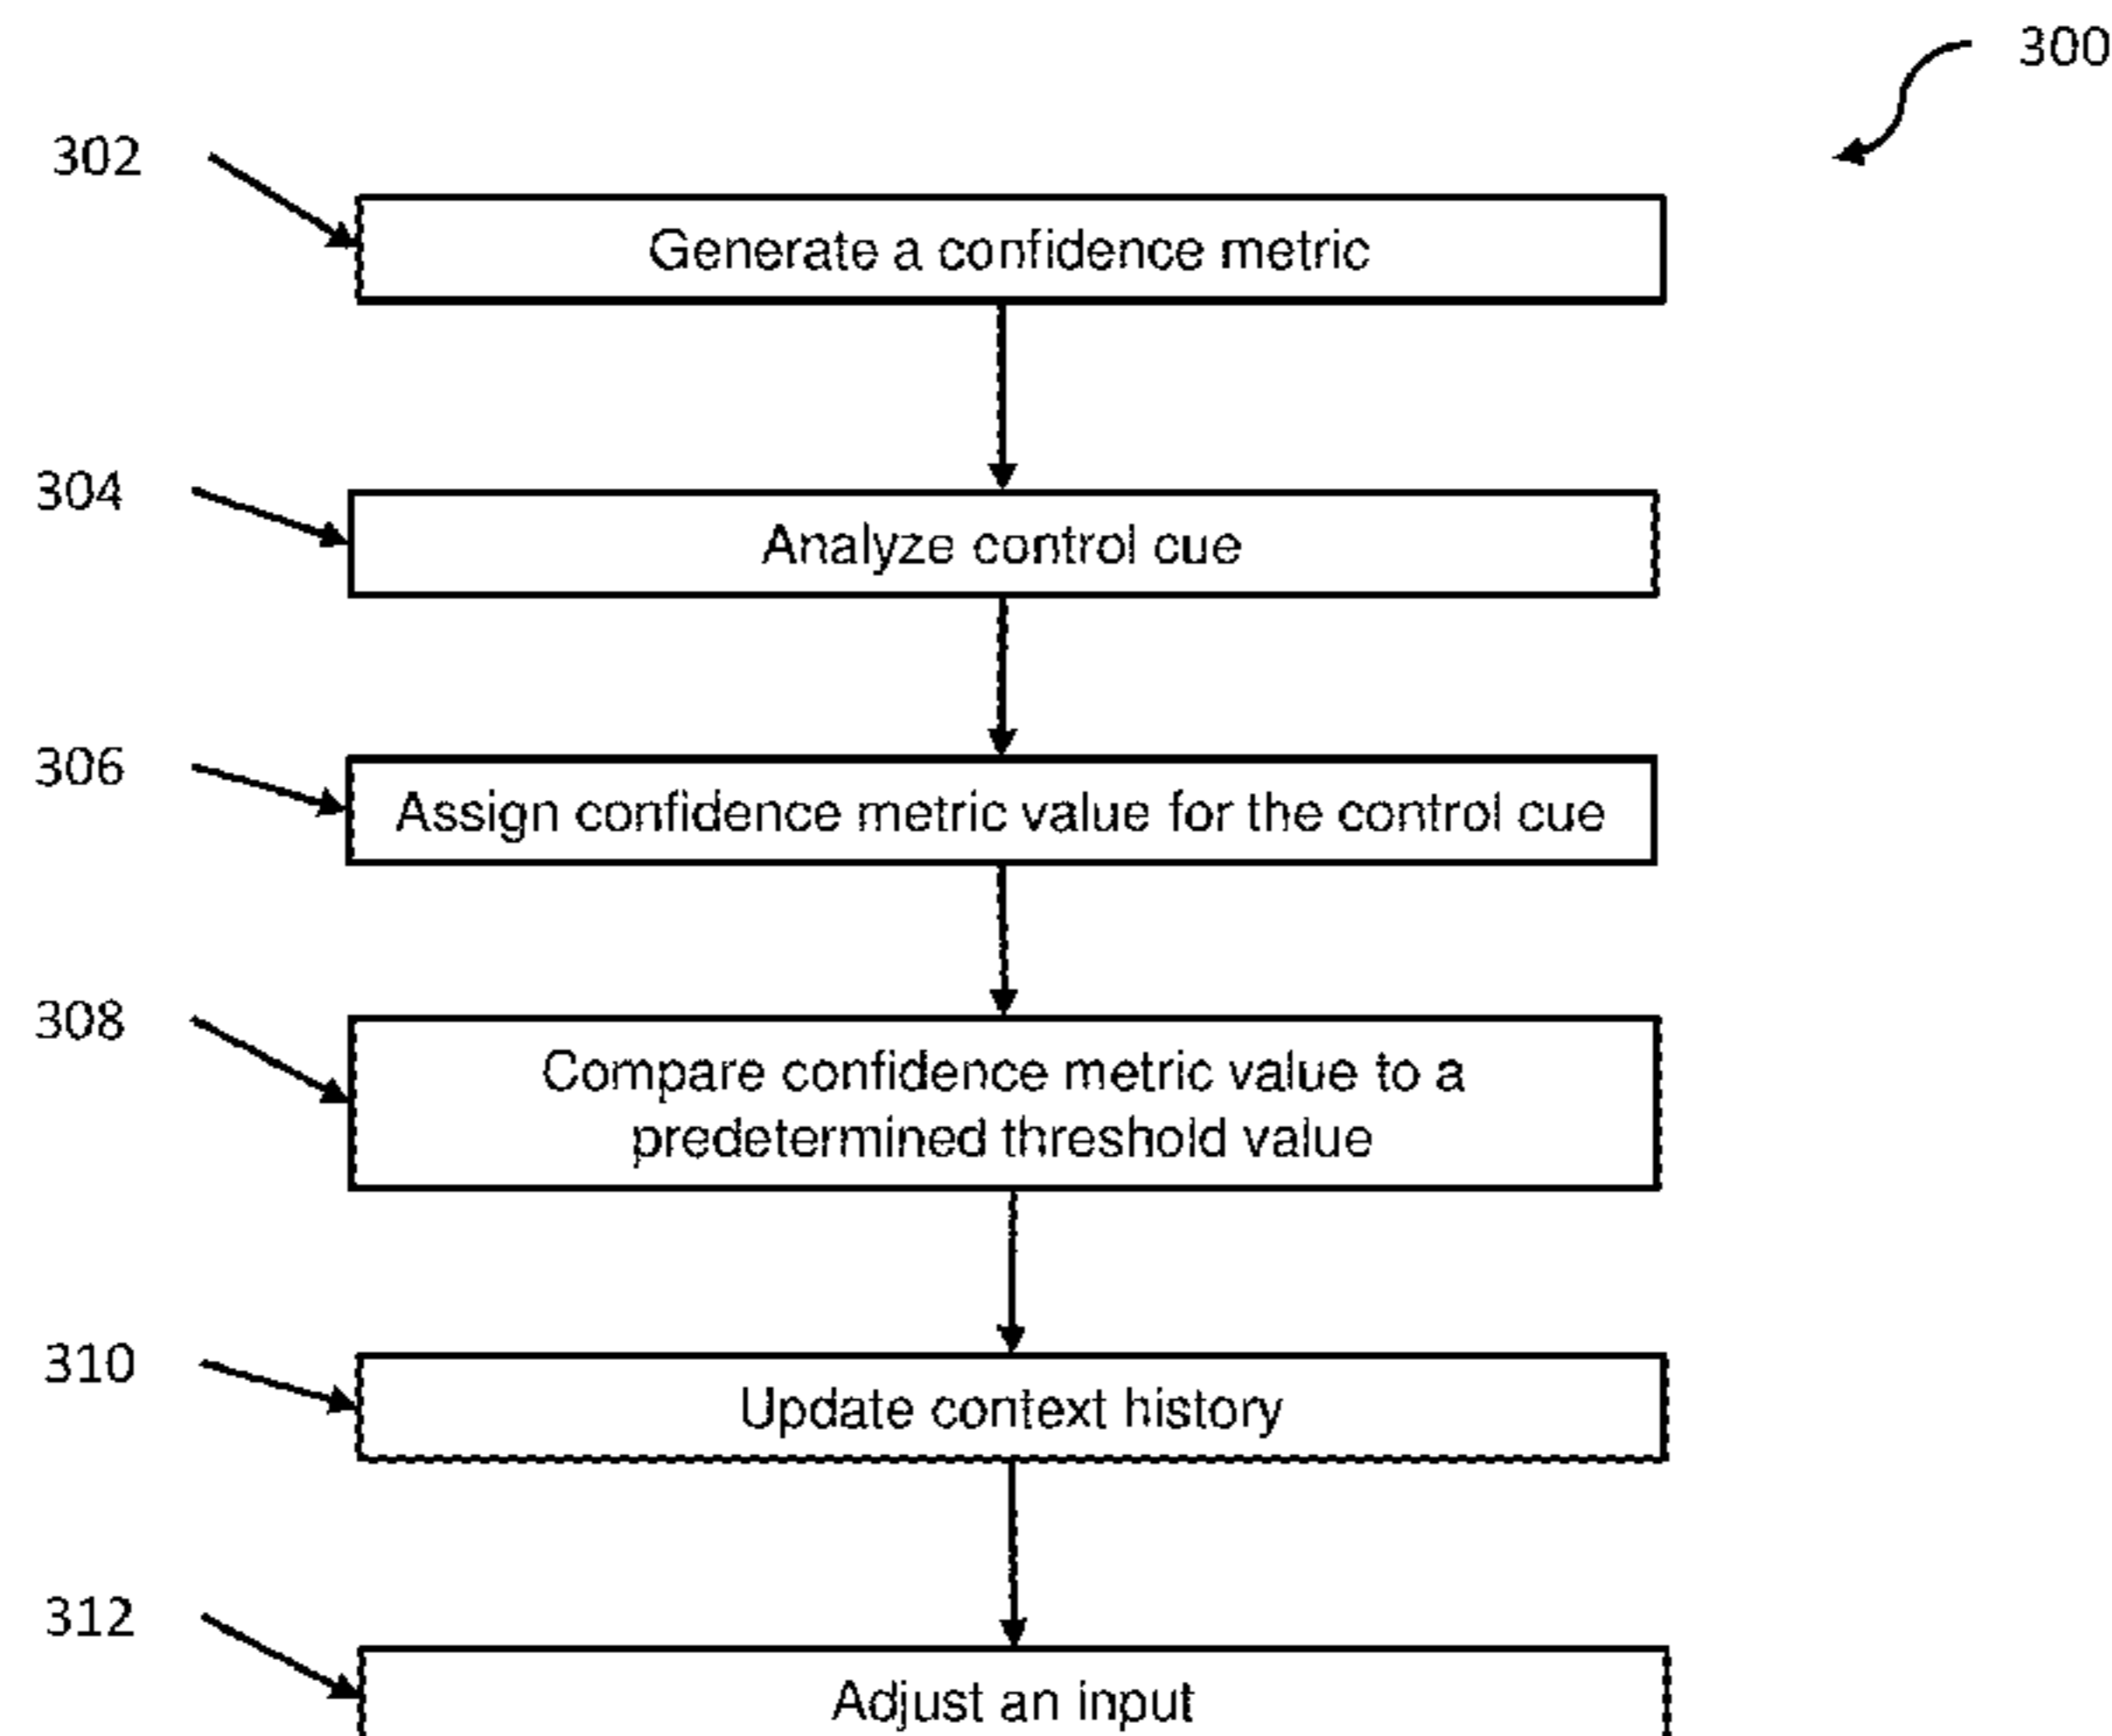 300
302
Generate a confidence metric
304
Analyze control cue
306
Assign confidence metric value for the control cue
308
Compare confidence metric value to a
predetermined threshold value
310
Update context history
312
Adjust an input